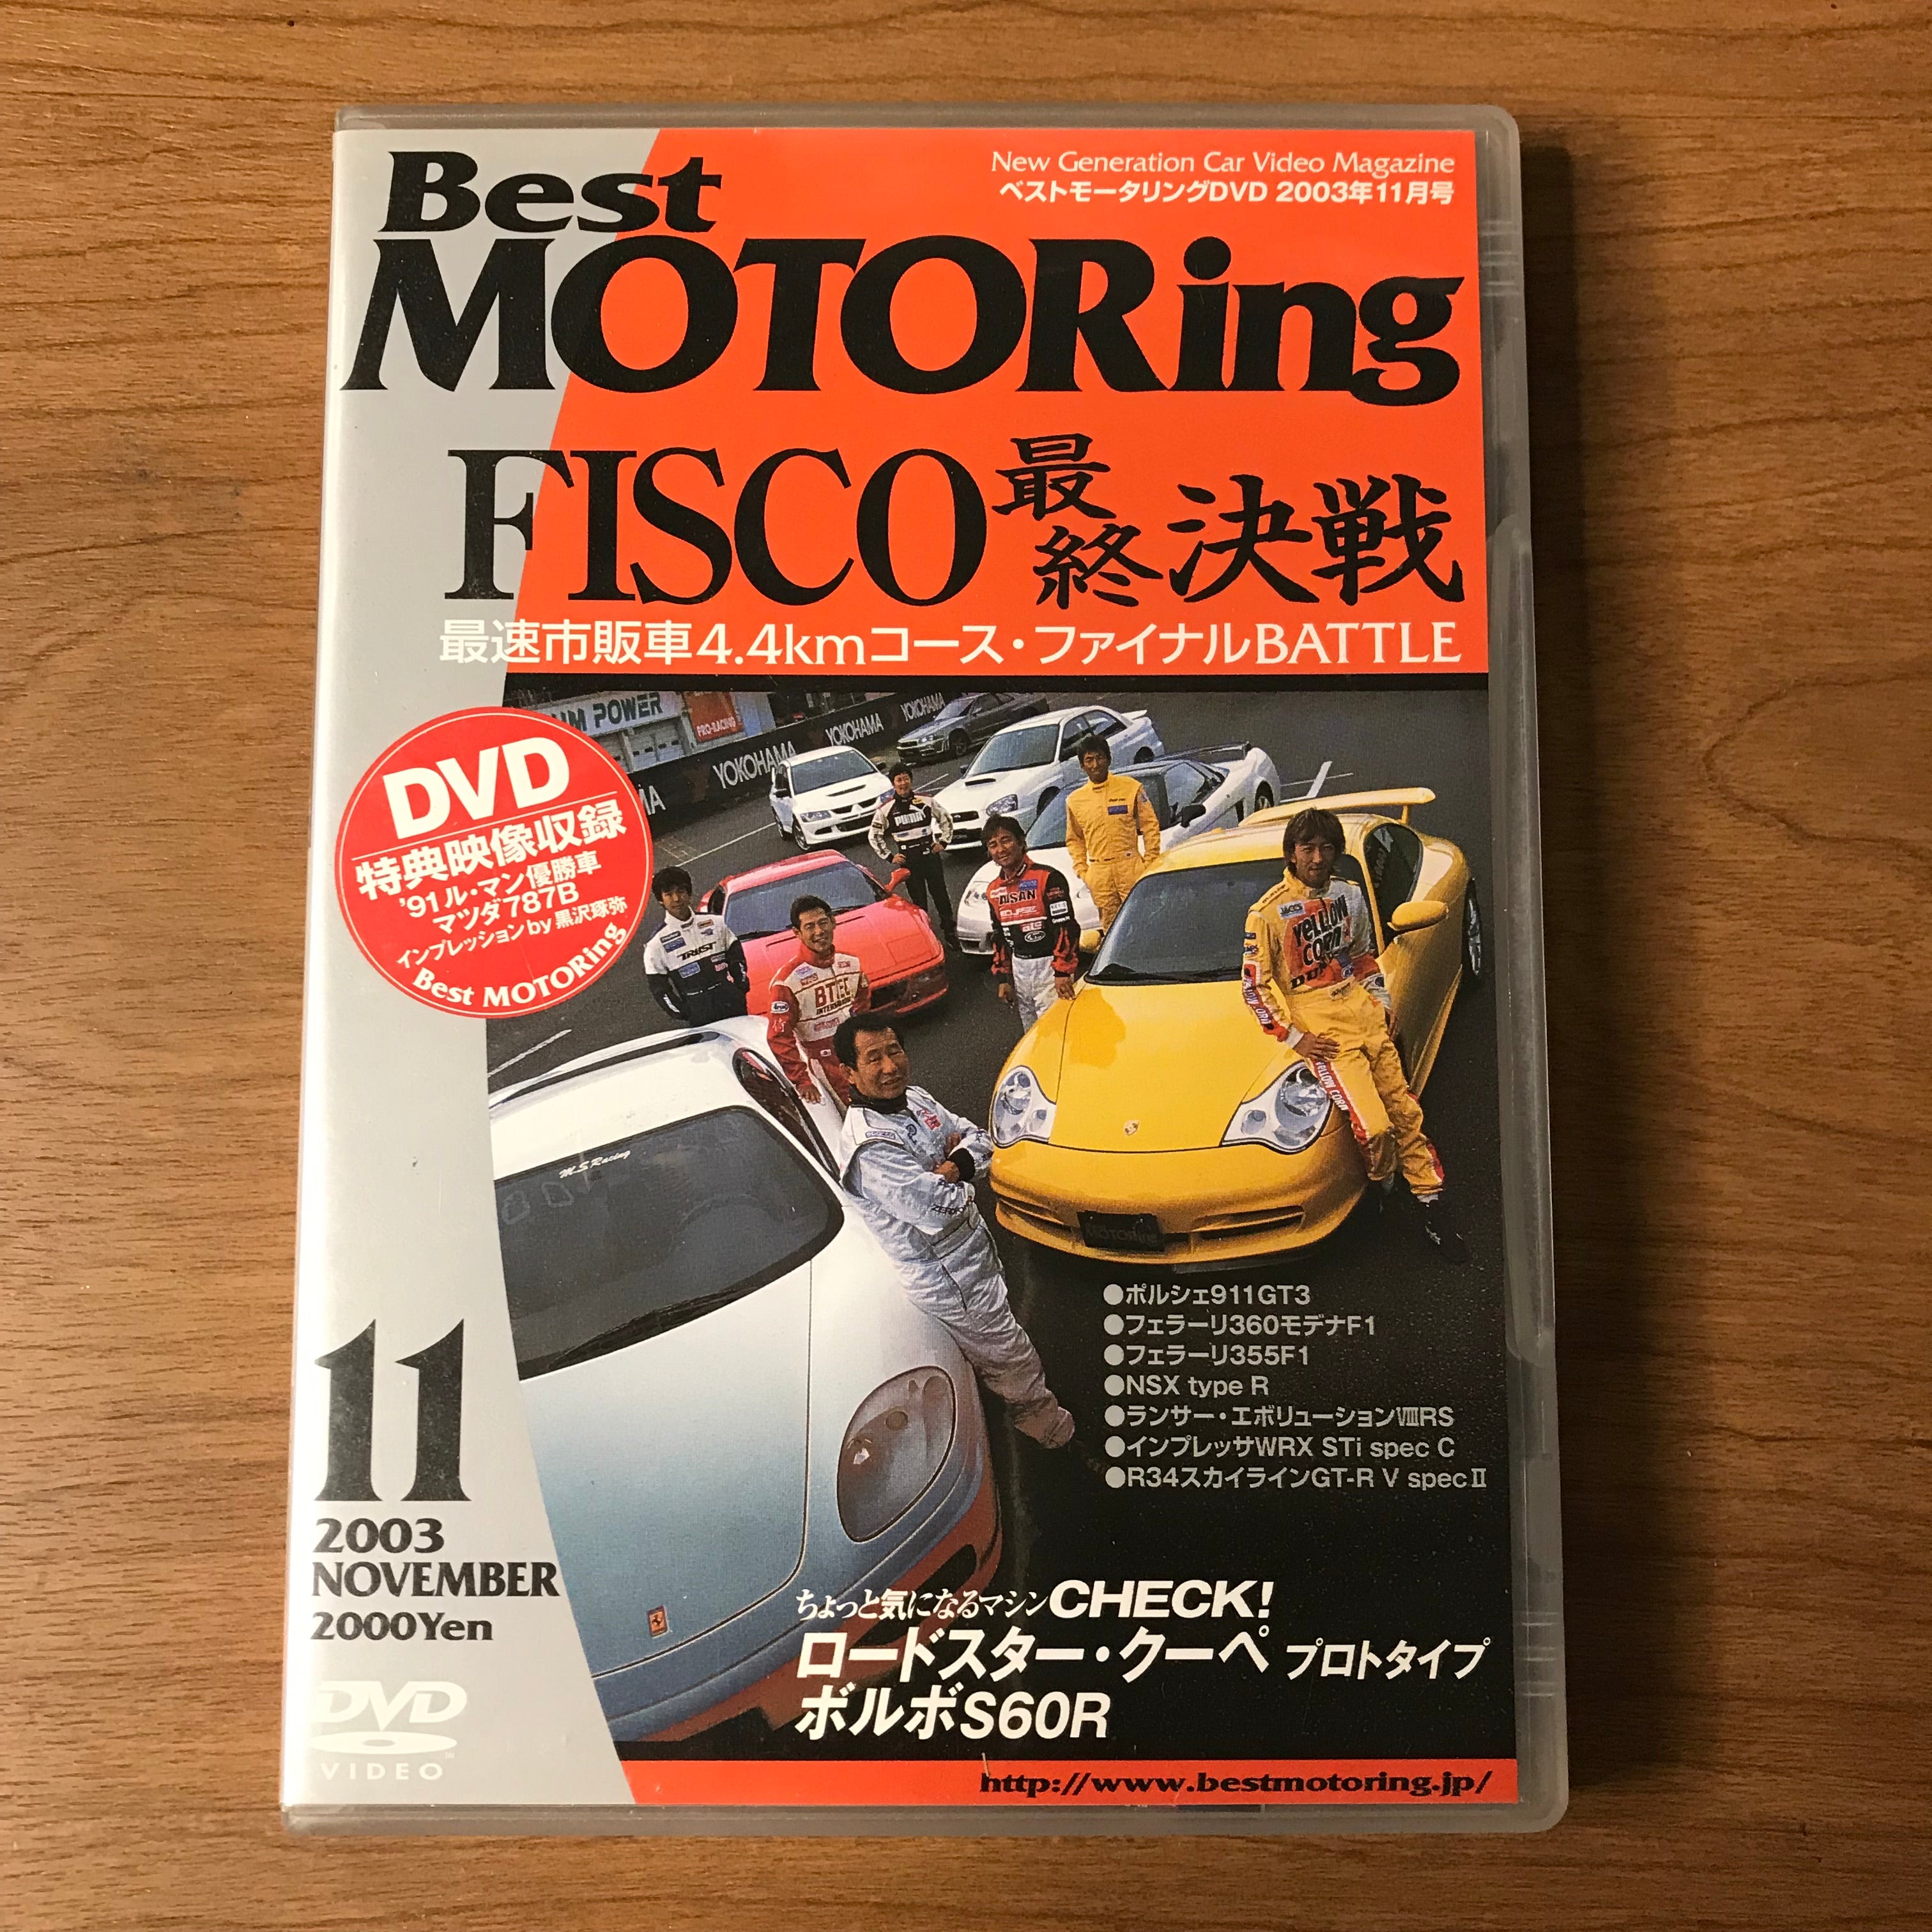 Best
MOTORing
New Generation Car Video Magazine
ベストモータリングDVD 2003年11月号
FISCO最終決戦
最速市販車4.4kmコース・ファイナルBATTLE
DVD
特典映像収録
'91ル・マン優勝車
マツダ787B
インプレッションby黒沢琢弥
Best MOTORing
UM POWER
PRO-RACING
YOKOHAMA
YOKOHAMA
YOKOHAMA
PUMA
TRUST
BTEC
YELLOW
CORN
M.S.Racing
●ポルシェ911GT3
●フェラーリ360モデナF1
●フェラーリ355F1
●NSX type R
●ランサー・エボリューションⅧRS
●インプレッサWRX STi spec C
●R34スカイラインGT-R V specⅡ
11
2003
NOVEMBER
2000Yen
ちょっと気になるマシンCHECK!
ロードスター・クーペ プロトタイプ
ボルボS60R
DVD
VIDEO
http://www.bestmotoring.jp/